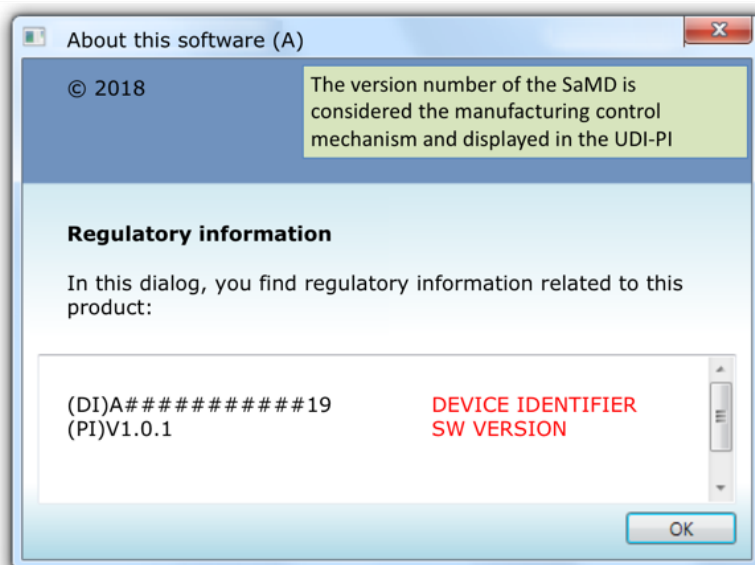 About this software (A)
© 2018
The version number of the SaMD is
considered the manufacturing control
mechanism and displayed in the UDI-PI
Regulatory information
In this dialog, you find regulatory information related to this
product:
(DI)A###########19 DEVICE IDENTIFIER
(PI)V1.0.1 SW VERSION
OK